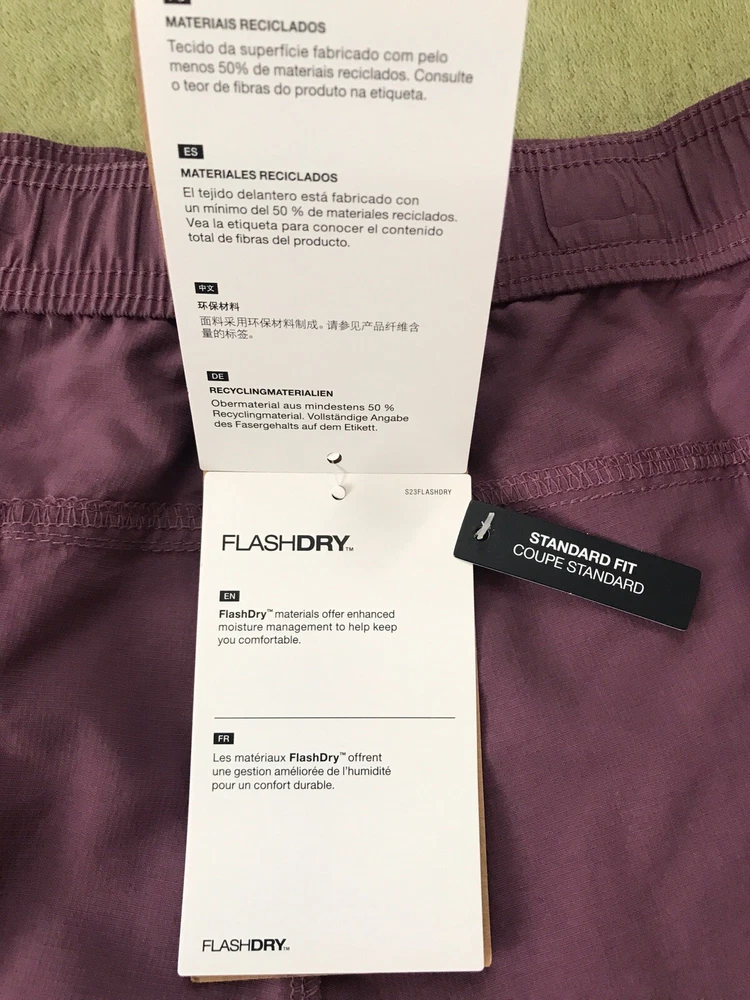 MATERIAIS RECICLADOS
Tecido da superfície fabricado com pelo
menos 50% de materiais reciclados. Consulte
o teor de fibras do produto na etiqueta.
ES
MATERIALES RECICLADOS
El tejido delantero está fabricado con
un mínimo del 50 % de materiales reciclados.
Vea la etiqueta para conocer el contenido
total de fibras del producto.
中文
环保材料
面料采用环保材料制成。请参见产品纤维含
量的标签。
DE
RECYCLINGMATERIALIEN
Obermaterial aus mindestens 50 %
Recyclingmaterial. Vollständige Angabe
des Fasergehalts auf dem Etikett.
S23FLASHDRY
FLASHDRY™
STANDARD FIT
COUPE STANDARD
EN
FlashDry™ materials offer enhanced
moisture management to help keep
you comfortable.
FR
Les matériaux FlashDry™ offrent
une gestion améliorée de l'humidité
pour un confort durable.
FLASHDRY™